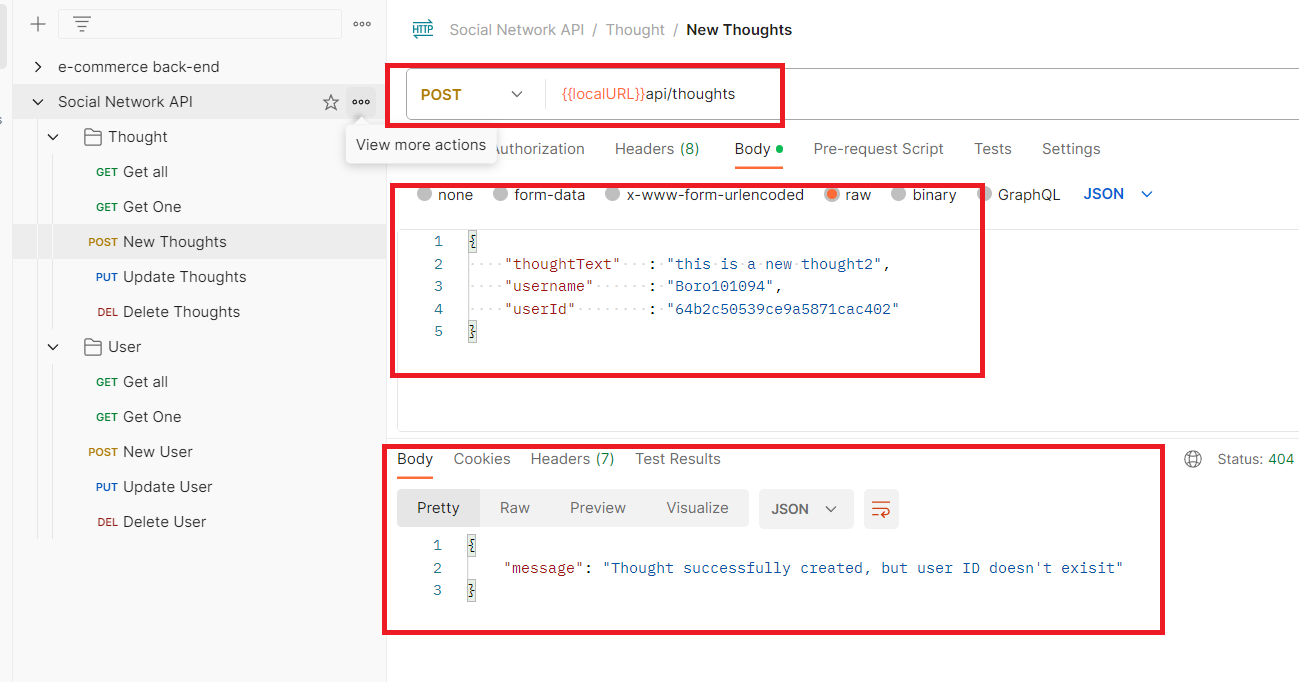 e-commerce back-end
Social Network API
View more actions
Thought
GET Get all
GET Get One
POST New Thoughts
PUT Update Thoughts
DEL Delete Thoughts
User
GET Get all
GET Get One
POST New User
PUT Update User
DEL Delete User
HTTP Social Network API / Thought / New Thoughts
POST {{localURL}}api/thoughts
uthorization Headers (8) Body Pre-request Script Tests Settings
none form-data x-www-form-urlencoded raw binary GraphQL JSON
1 {
2 "thoughtText" : "this is a new thought2",
3 "username" : "Boro101094",
4 "userId" : "64b2c50539ce9a5871cac402"
5 }
Body Cookies Headers (7) Test Results Status: 404
Pretty Raw Preview Visualize JSON
1 {
2 "message": "Thought successfully created, but user ID doesn't exisit"
3 }